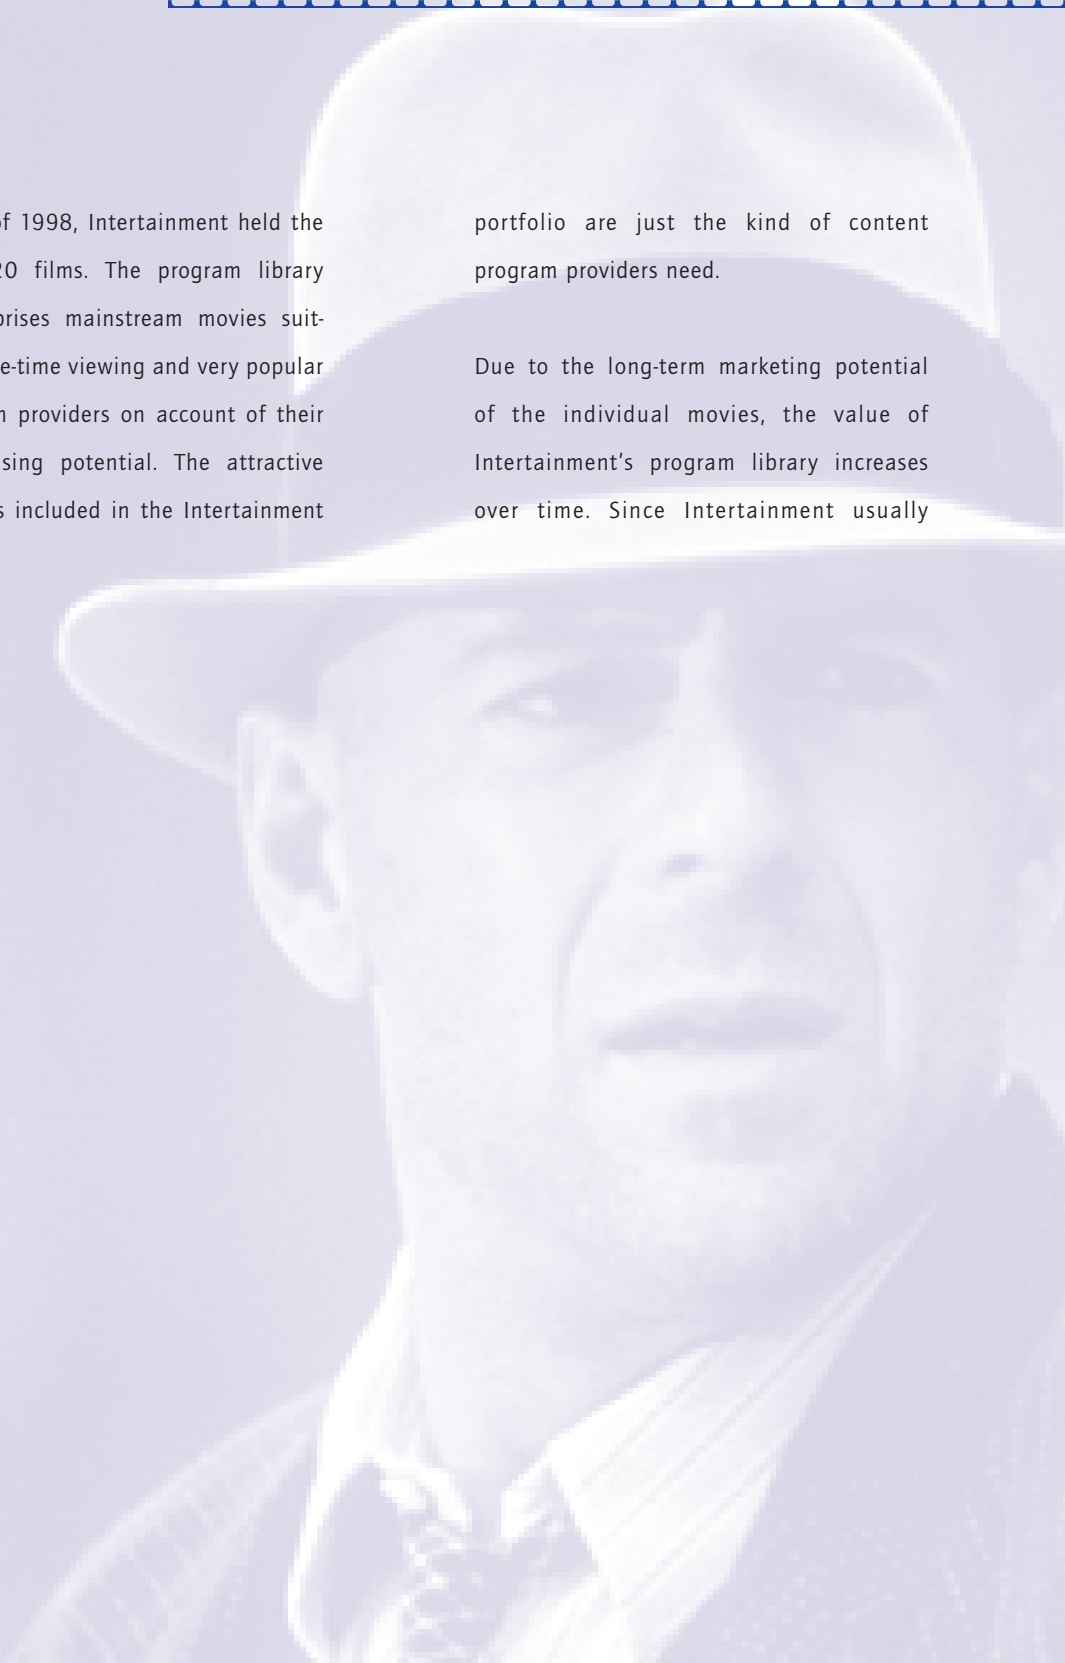 of 1998, Intertainment held the
20 films. The program library
prises mainstream movies suit-
e-time viewing and very popular
providers on account of their
sing potential. The attractive
s included in the Intertainment
portfolio are just the kind of content
program providers need.
Due to the long-term marketing potential
of the individual movies, the value of
Intertainment’s program library increases
over time. Since Intertainment usually